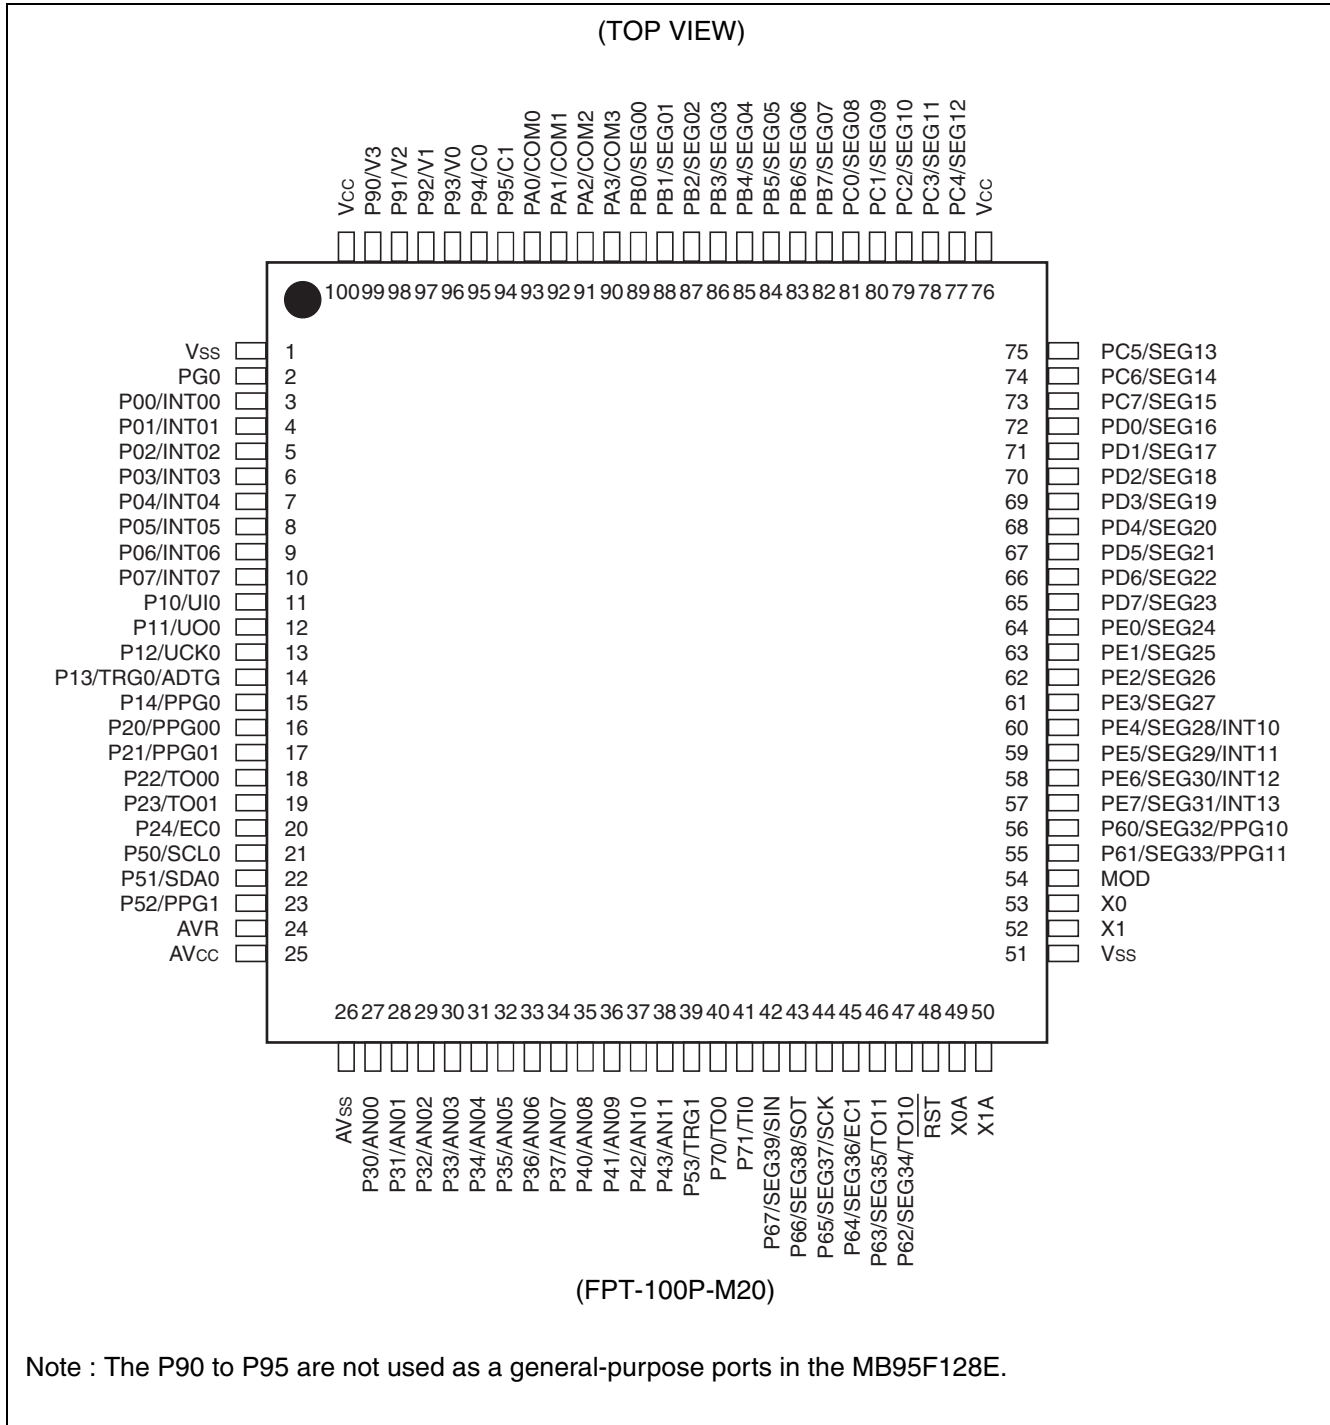 (TOP VIEW)
Vcc
P90/V3
P91/V2
P92/V1
P93/V0
P94/C0
P95/C1
PA0/COM0
PA1/COM1
PA2/COM2
PA3/COM3
PB0/SEG00
PB1/SEG01
PB2/SEG02
PB3/SEG03
PB4/SEG04
PB5/SEG05
PB6/SEG06
PB7/SEG07
PC0/SEG08
PC1/SEG09
PC2/SEG10
PC3/SEG11
PC4/SEG12
Vcc
100 99 98 97 96 95 94 93 92 91 90 89 88 87 86 85 84 83 82 81 80 79 78 77 76
Vss 1 75 PC5/SEG13
PG0 2 74 PC6/SEG14
P00/INT00 3 73 PC7/SEG15
P01/INT01 4 72 PD0/SEG16
P02/INT02 5 71 PD1/SEG17
P03/INT03 6 70 PD2/SEG18
P04/INT04 7 69 PD3/SEG19
P05/INT05 8 68 PD4/SEG20
P06/INT06 9 67 PD5/SEG21
P07/INT07 10 66 PD6/SEG22
P10/UI0 11 65 PD7/SEG23
P11/UO0 12 64 PE0/SEG24
P12/UCK0 13 63 PE1/SEG25
P13/TRG0/ADTG 14 62 PE2/SEG26
P14/PPG0 15 61 PE3/SEG27
P20/PPG00 16 60 PE4/SEG28/INT10
P21/PPG01 17 59 PE5/SEG29/INT11
P22/TO00 18 58 PE6/SEG30/INT12
P23/TO01 19 57 PE7/SEG31/INT13
P24/EC0 20 56 P60/SEG32/PPG10
P50/SCL0 21 55 P61/SEG33/PPG11
P51/SDA0 22 54 MOD
P52/PPG1 23 53 X0
AVR 24 52 X1
AVcc 25 51 Vss
26 27 28 29 30 31 32 33 34 35 36 37 38 39 40 41 42 43 44 45 46 47 48 49 50
AVss
P30/AN00
P31/AN01
P32/AN02
P33/AN03
P34/AN04
P35/AN05
P36/AN06
P37/AN07
P40/AN08
P41/AN09
P42/AN10
P43/AN11
P53/TRG1
P70/TO0
P71/TI0
P67/SEG39/SIN
P66/SEG38/SOT
P65/SEG37/SCK
P64/SEG36/EC1
P63/SEG35/TO11
P62/SEG34/TO10
RST
X0A
X1A
(FPT-100P-M20)
Note : The P90 to P95 are not used as a general-purpose ports in the MB95F128E.